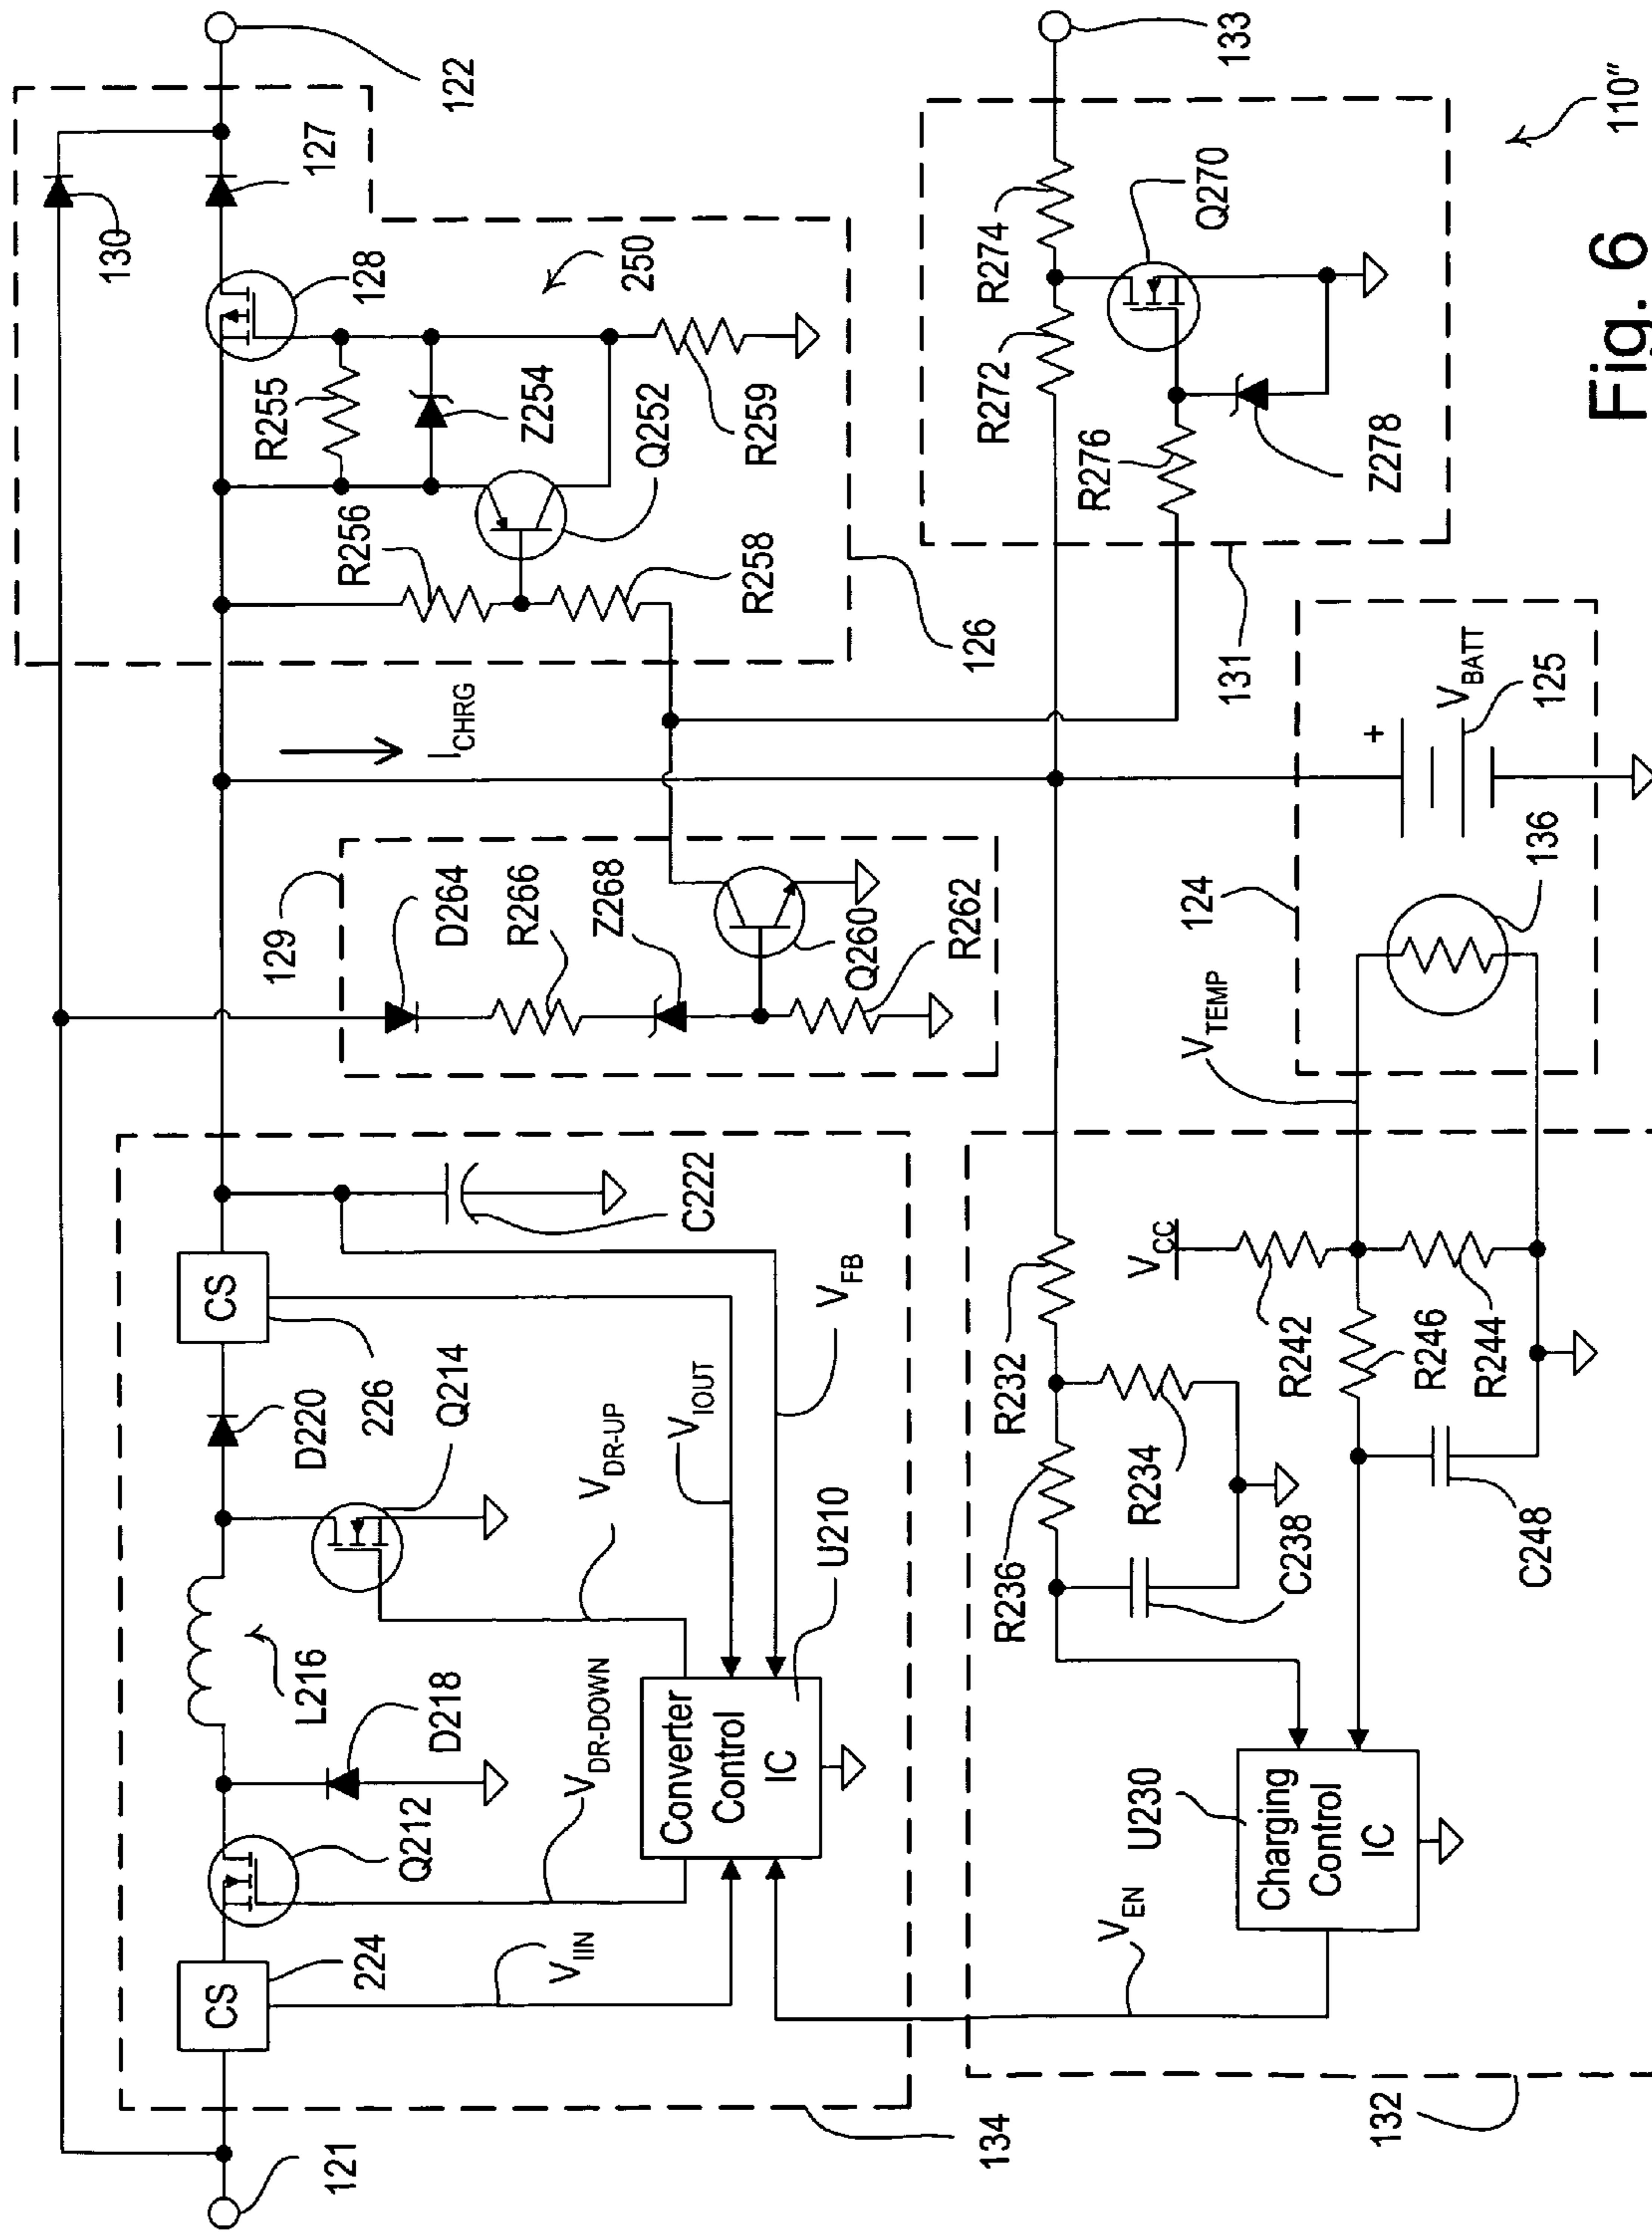 121
134
CS
224
Q212
D218
L216
D220
Q214
CS
226
C222
V_IIN
V_DR-DOWN
V_DR-UP
V_IOUT
V_FB
Converter
Control
IC
U210
129
D264
R266
Z268
Q260
R262
I_CHRG
130
127
122
128
250
R255
Z254
Q252
R256
R258
R259
126
132
V_EN
U230
Charging
Control
IC
R236
R232
R234
C238
V_CC
R242
R246
R244
C248
V_TEMP
124
136
+
V_BATT
125
131
R272
R274
R276
Q270
Z278
133
110"
Fig. 6